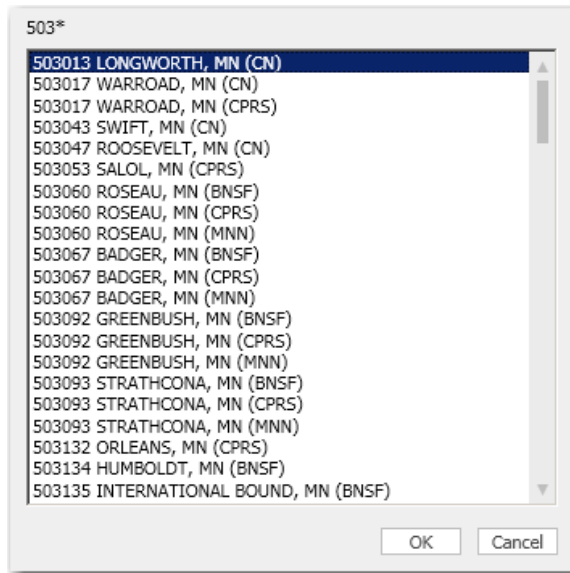 503*
503013 LONGWORTH, MN (CN)
503017 WARROAD, MN (CN)
503017 WARROAD, MN (CPRS)
503043 SWIFT, MN (CN)
503047 ROOSEVELT, MN (CN)
503053 SALOL, MN (CPRS)
503060 ROSEAU, MN (BNSF)
503060 ROSEAU, MN (CPRS)
503060 ROSEAU, MN (MNN)
503067 BADGER, MN (BNSF)
503067 BADGER, MN (CPRS)
503067 BADGER, MN (MNN)
503092 GREENBUSH, MN (BNSF)
503092 GREENBUSH, MN (CPRS)
503092 GREENBUSH, MN (MNN)
503093 STRATHCONA, MN (BNSF)
503093 STRATHCONA, MN (CPRS)
503093 STRATHCONA, MN (MNN)
503132 ORLEANS, MN (CPRS)
503134 HUMBOLDT, MN (BNSF)
503135 INTERNATIONAL BOUND, MN (BNSF)
OK Cancel